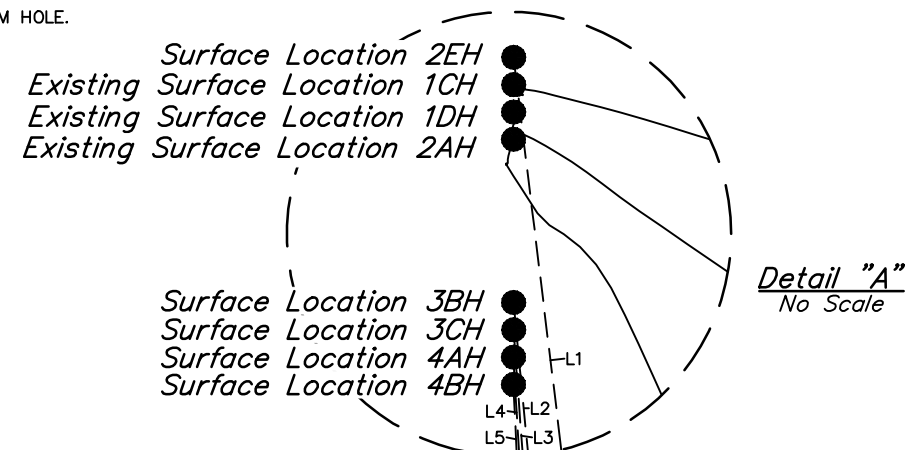 M HOLE.
Surface Location 2EH
Existing Surface Location 1CH
Existing Surface Location 1DH
Existing Surface Location 2AH
Detail "A"
No Scale
Surface Location 3BH
Surface Location 3CH
Surface Location 4AH
Surface Location 4BH
L1
L4 L2
L5 L3